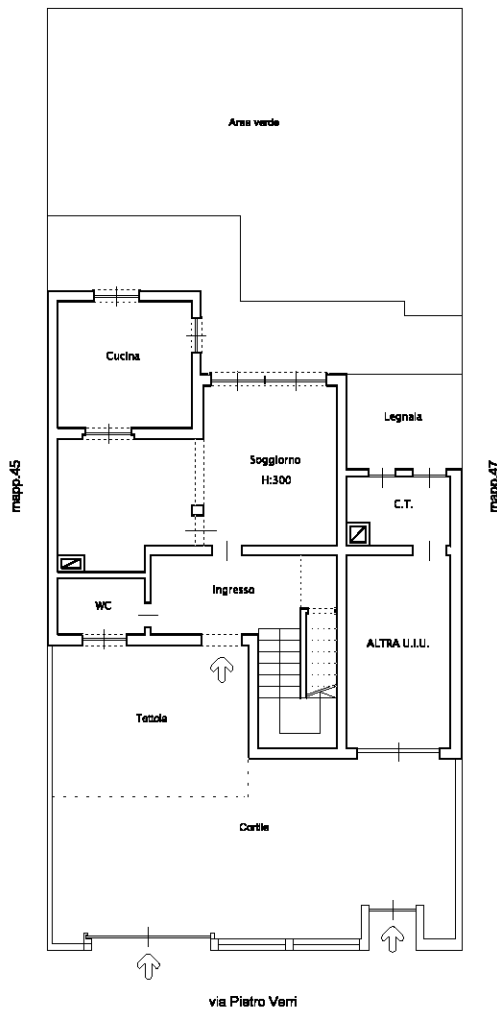 Area verde
Cucina
Legnaia
Soggiorno
H:300
mapp.45
mapp.47
C.T.
Ingresso
WC
ALTRA U.I.U.
Tettoia
Cortile
via Pietro Verri